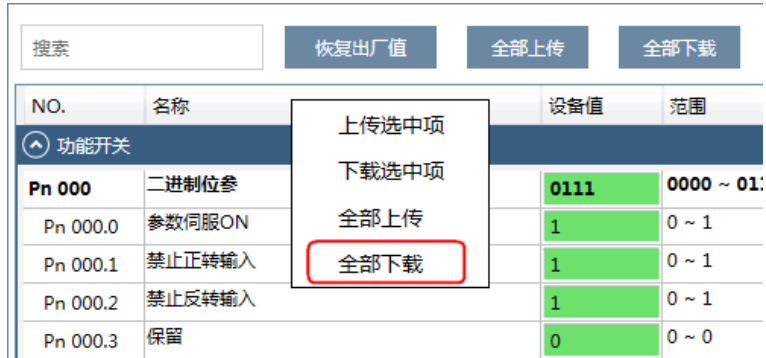 搜索 恢复出厂值 全部上传 全部下载
NO. 名称 设备值 范围
上传选中项
下载选中项
全部上传
全部下载
功能开关
Pn 000 二进制位参 0111 0000 ~ 01
Pn 000.0 参数伺服ON 1 0 ~ 1
Pn 000.1 禁止正转输入 1 0 ~ 1
Pn 000.2 禁止反转输入 1 0 ~ 1
Pn 000.3 保留 0 0 ~ 0